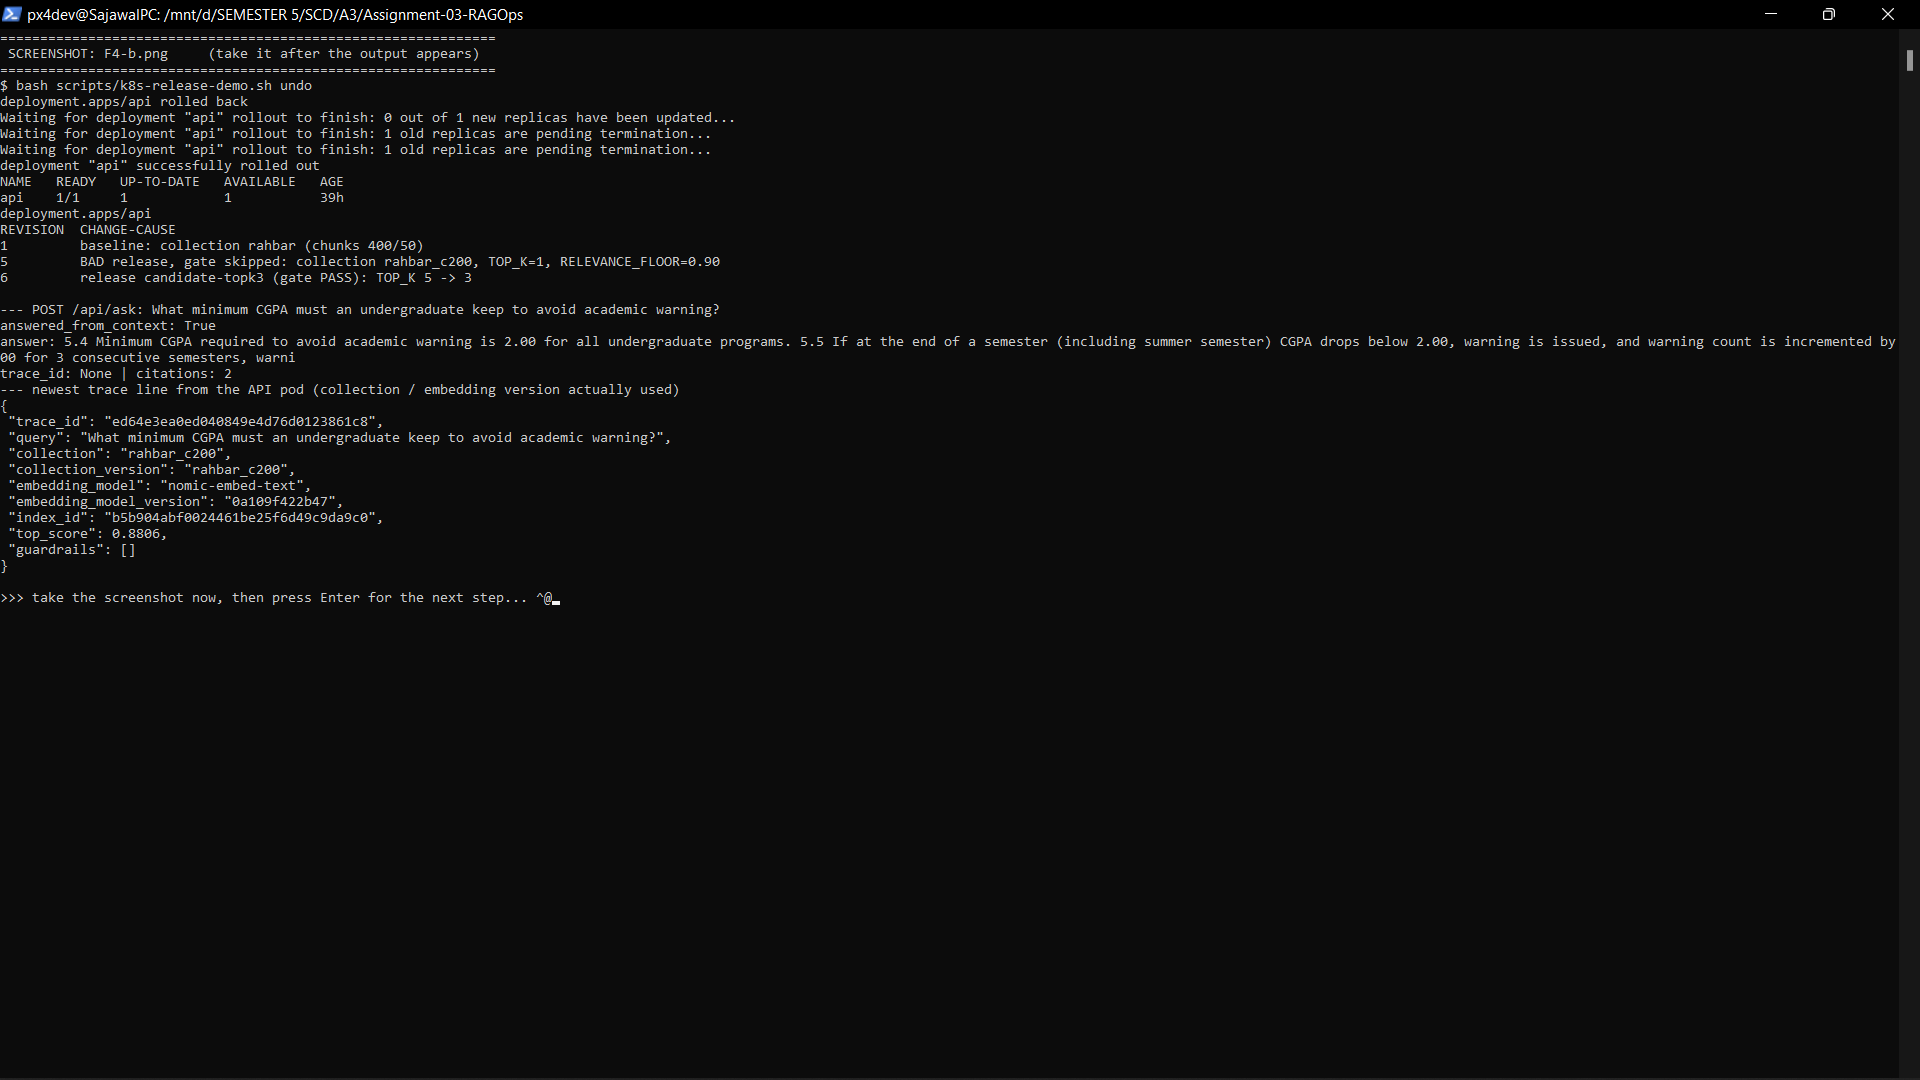 px4dev@SajawalPC: /mnt/d/SEMESTER 5/SCD/A3/Assignment-03-RAGOps
==============================================================
 SCREENSHOT: F4-b.png     (take it after the output appears)
==============================================================
$ bash scripts/k8s-release-demo.sh undo
deployment.apps/api rolled back
Waiting for deployment "api" rollout to finish: 0 out of 1 new replicas have been updated...
Waiting for deployment "api" rollout to finish: 1 old replicas are pending termination...
Waiting for deployment "api" rollout to finish: 1 old replicas are pending termination...
deployment "api" successfully rolled out
NAME   READY   UP-TO-DATE   AVAILABLE   AGE
api    1/1     1            1           39h
deployment.apps/api
REVISION  CHANGE-CAUSE
1         baseline: collection rahbar (chunks 400/50)
5         BAD release, gate skipped: collection rahbar_c200, TOP_K=1, RELEVANCE_FLOOR=0.90
6         release candidate-topk3 (gate PASS): TOP_K 5 -> 3

--- POST /api/ask: What minimum CGPA must an undergraduate keep to avoid academic warning?
answered_from_context: True
answer: 5.4 Minimum CGPA required to avoid academic warning is 2.00 for all undergraduate programs. 5.5 If at the end of a semester (including summer semester) CGPA drops below 2.00, warning is issued, and warning count is incremented by
00 for 3 consecutive semesters, warni
trace_id: None | citations: 2
--- newest trace line from the API pod (collection / embedding version actually used)
{
 "trace_id": "ed64e3ea0ed040849e4d76d0123861c8",
 "query": "What minimum CGPA must an undergraduate keep to avoid academic warning?",
 "collection": "rahbar_c200",
 "collection_version": "rahbar_c200",
 "embedding_model": "nomic-embed-text",
 "embedding_model_version": "0a109f422b47",
 "index_id": "b5b904abf0024461be25f6d49c9da9c0",
 "top_score": 0.8806,
 "guardrails": []
}

>>> take the screenshot now, then press Enter for the next step... ^@